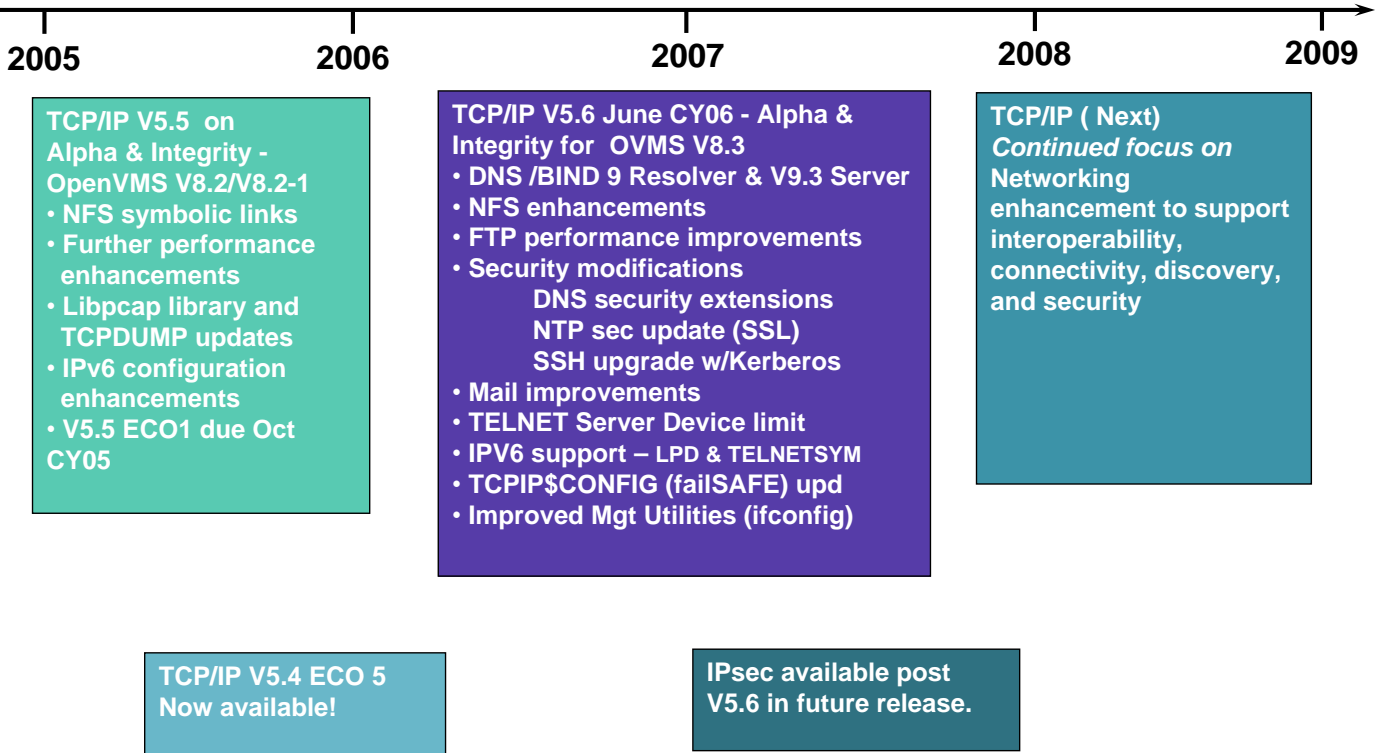 2005
2006
2007
2008
2009
TCP/IP V5.5 on
Alpha & Integrity -
OpenVMS V8.2/V8.2-1
• NFS symbolic links
• Further performance
enhancements
• Libpcap library and
TCPDUMP updates
• IPv6 configuration
enhancements
• V5.5 ECO1 due Oct
CY05
TCP/IP V5.6 June CY06 - Alpha &
Integrity for OVMS V8.3
• DNS /BIND 9 Resolver & V9.3 Server
• NFS enhancements
• FTP performance improvements
• Security modifications
DNS security extensions
NTP sec update (SSL)
SSH upgrade w/Kerberos
• Mail improvements
• TELNET Server Device limit
• IPV6 support – LPD & TELNETSYM
• TCPIP$CONFIG (failSAFE) upd
• Improved Mgt Utilities (ifconfig)
TCP/IP ( Next)
Continued focus on
Networking
enhancement to support
interoperability,
connectivity, discovery,
and security
TCP/IP V5.4 ECO 5
Now available!
IPsec available post
V5.6 in future release.